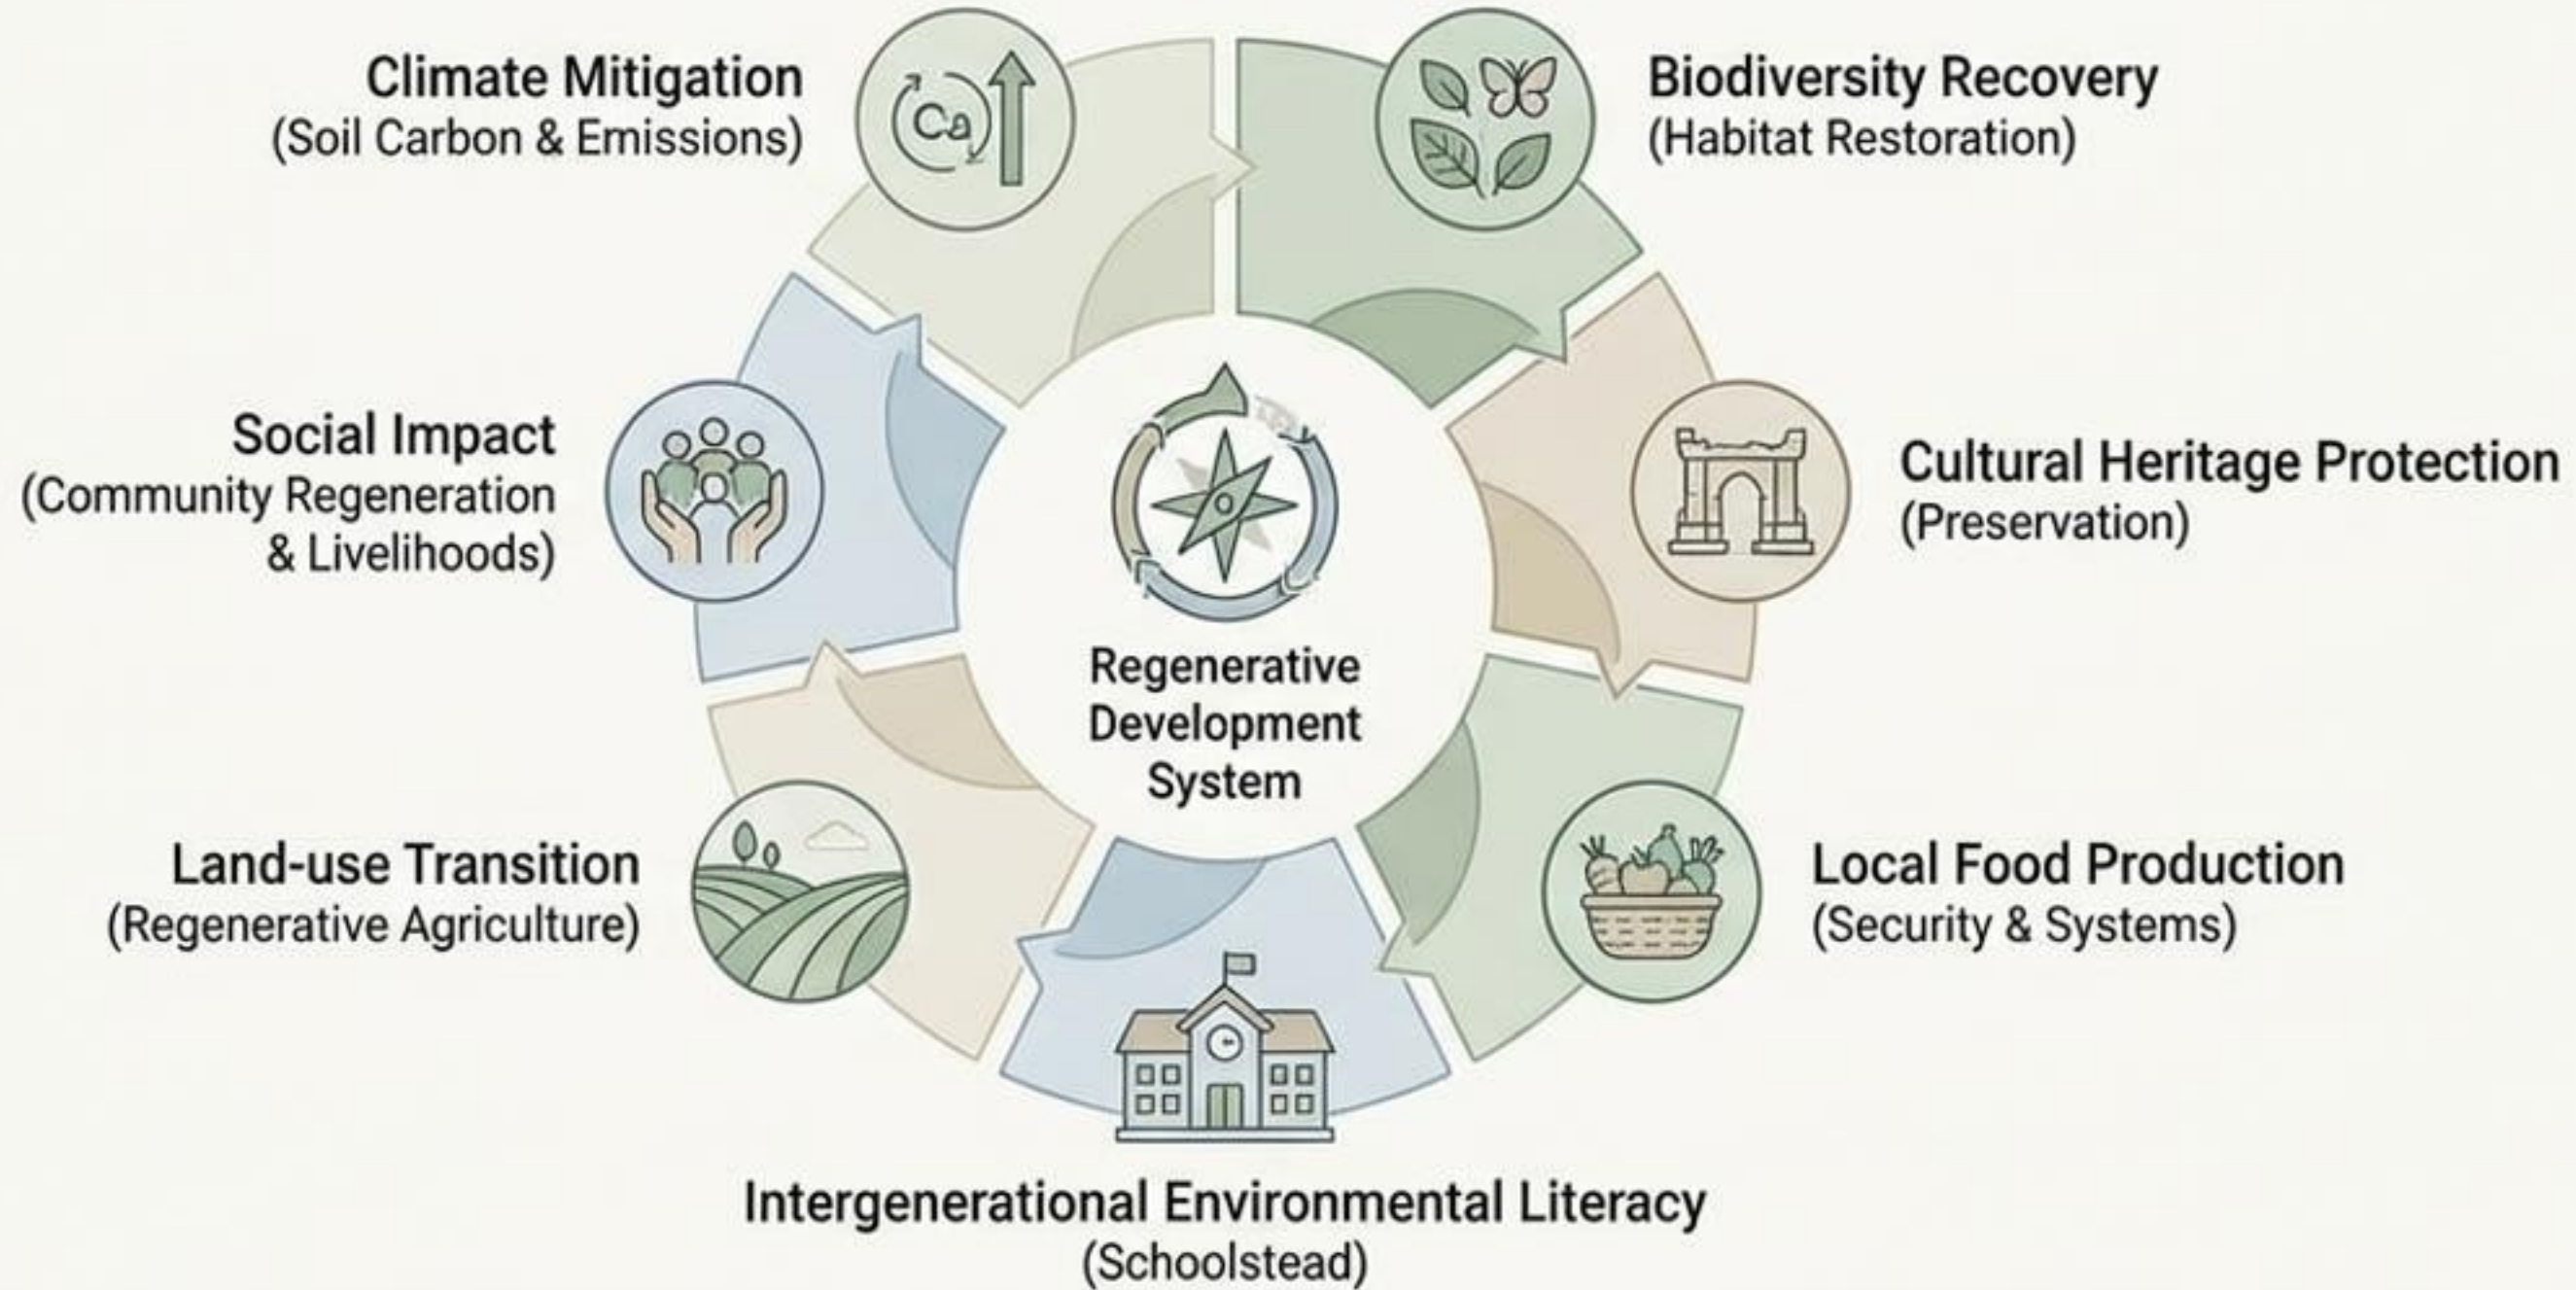 Climate Mitigation
(Soil Carbon & Emissions)
Ca
Biodiversity Recovery
(Habitat Restoration)
Social Impact
(Community Regeneration
& Livelihoods)
Cultural Heritage Protection
(Preservation)
Regenerative
Development
System
Land-use Transition
(Regenerative Agriculture)
Local Food Production
(Security & Systems)
Intergenerational Environmental Literacy
(Schoolstead)